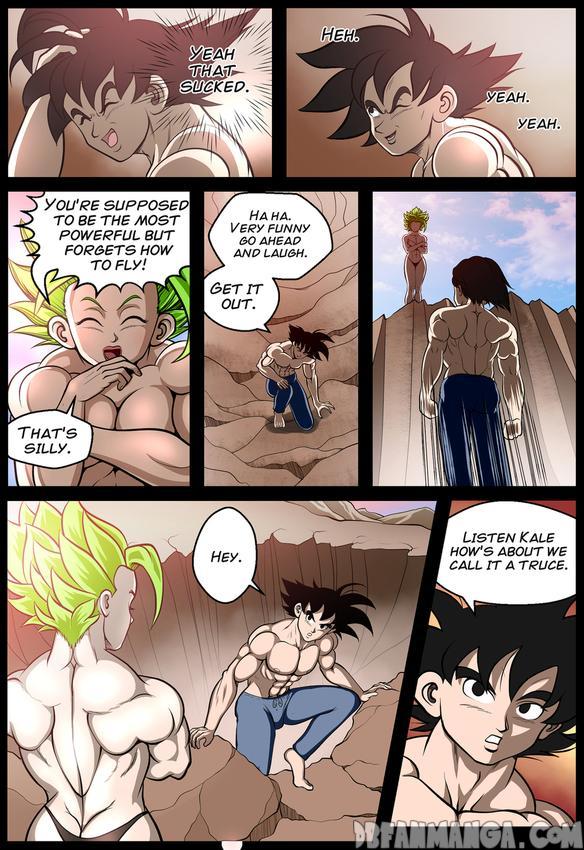 YEAH
THAT
SUCKED.
HEH.
YEAH.
YEAH.
YOU'RE SUPPOSED
TO BE THE MOST
POWERFUL BUT
FORGETS HOW
TO FLY!
THAT'S
SILLY.
HA HA.
VERY FUNNY
GO AHEAD
AND LAUGH.
GET IT
OUT.
HEY.
LISTEN KALE
HOW'S ABOUT WE
CALL IT A TRUCE.
DBFANMANGA.COM